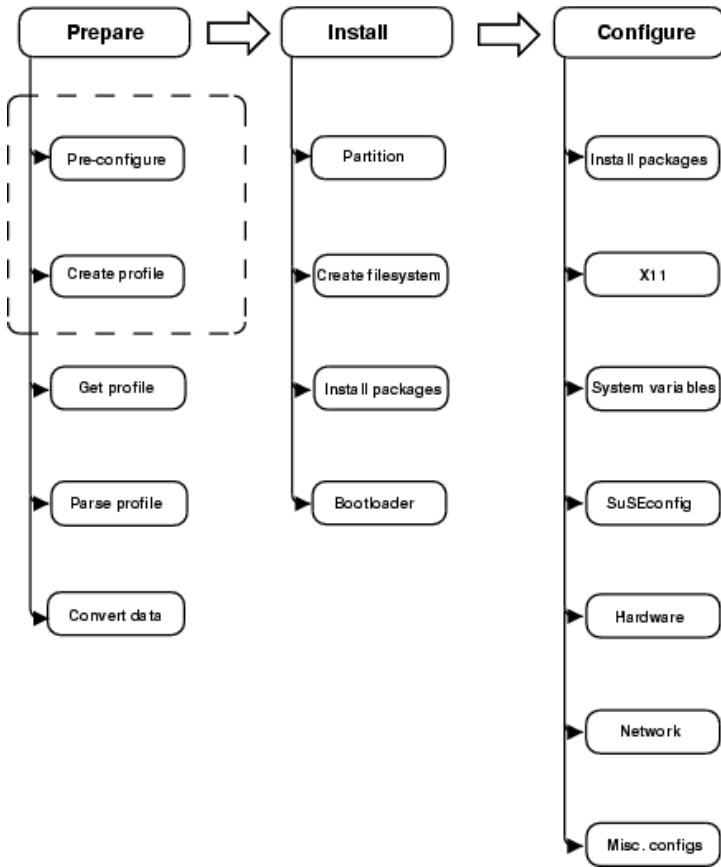 Prepare
Install
Configure
Pre-configure
Create profile
Get profile
Parse profile
Convert data
Partition
Create filesystem
Install packages
Bootloader
Install packages
X11
System variables
SuSEconfig
Hardware
Network
Misc. configs